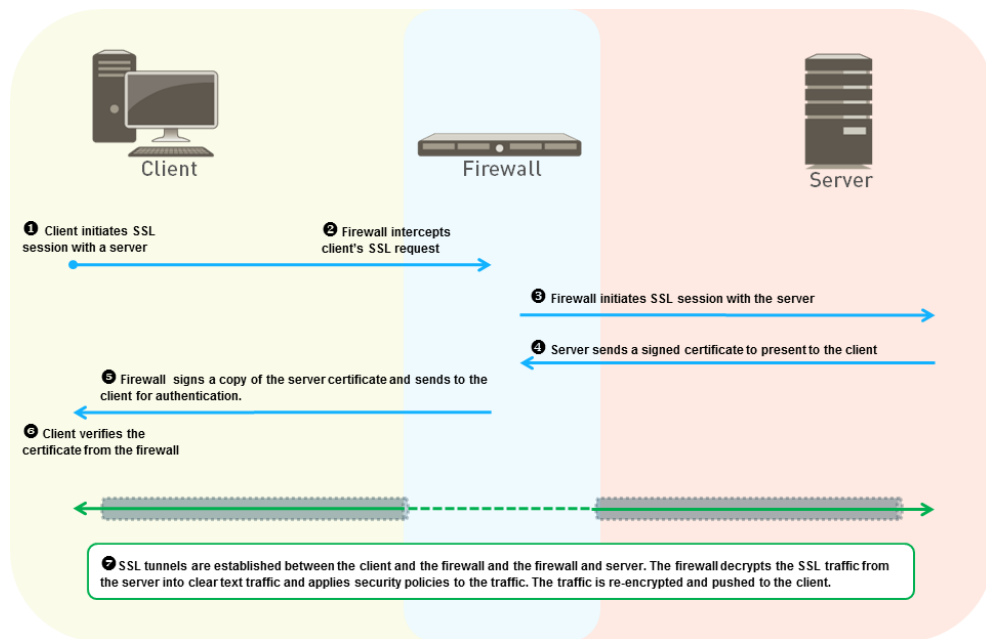 Client
Firewall
Server
❶ Client initiates SSL
session with a server
❷ Firewall intercepts
client's SSL request
❸ Firewall initiates SSL session with the server
❹ Server sends a signed certificate to present to the client
❺ Firewall signs a copy of the server certificate and sends to the
client for authentication.
❻ Client verifies the
certificate from the firewall
❼ SSL tunnels are established between the client and the firewall and the firewall and server. The firewall decrypts the SSL traffic from
the server into clear text traffic and applies security policies to the traffic. The traffic is re-encrypted and pushed to the client.